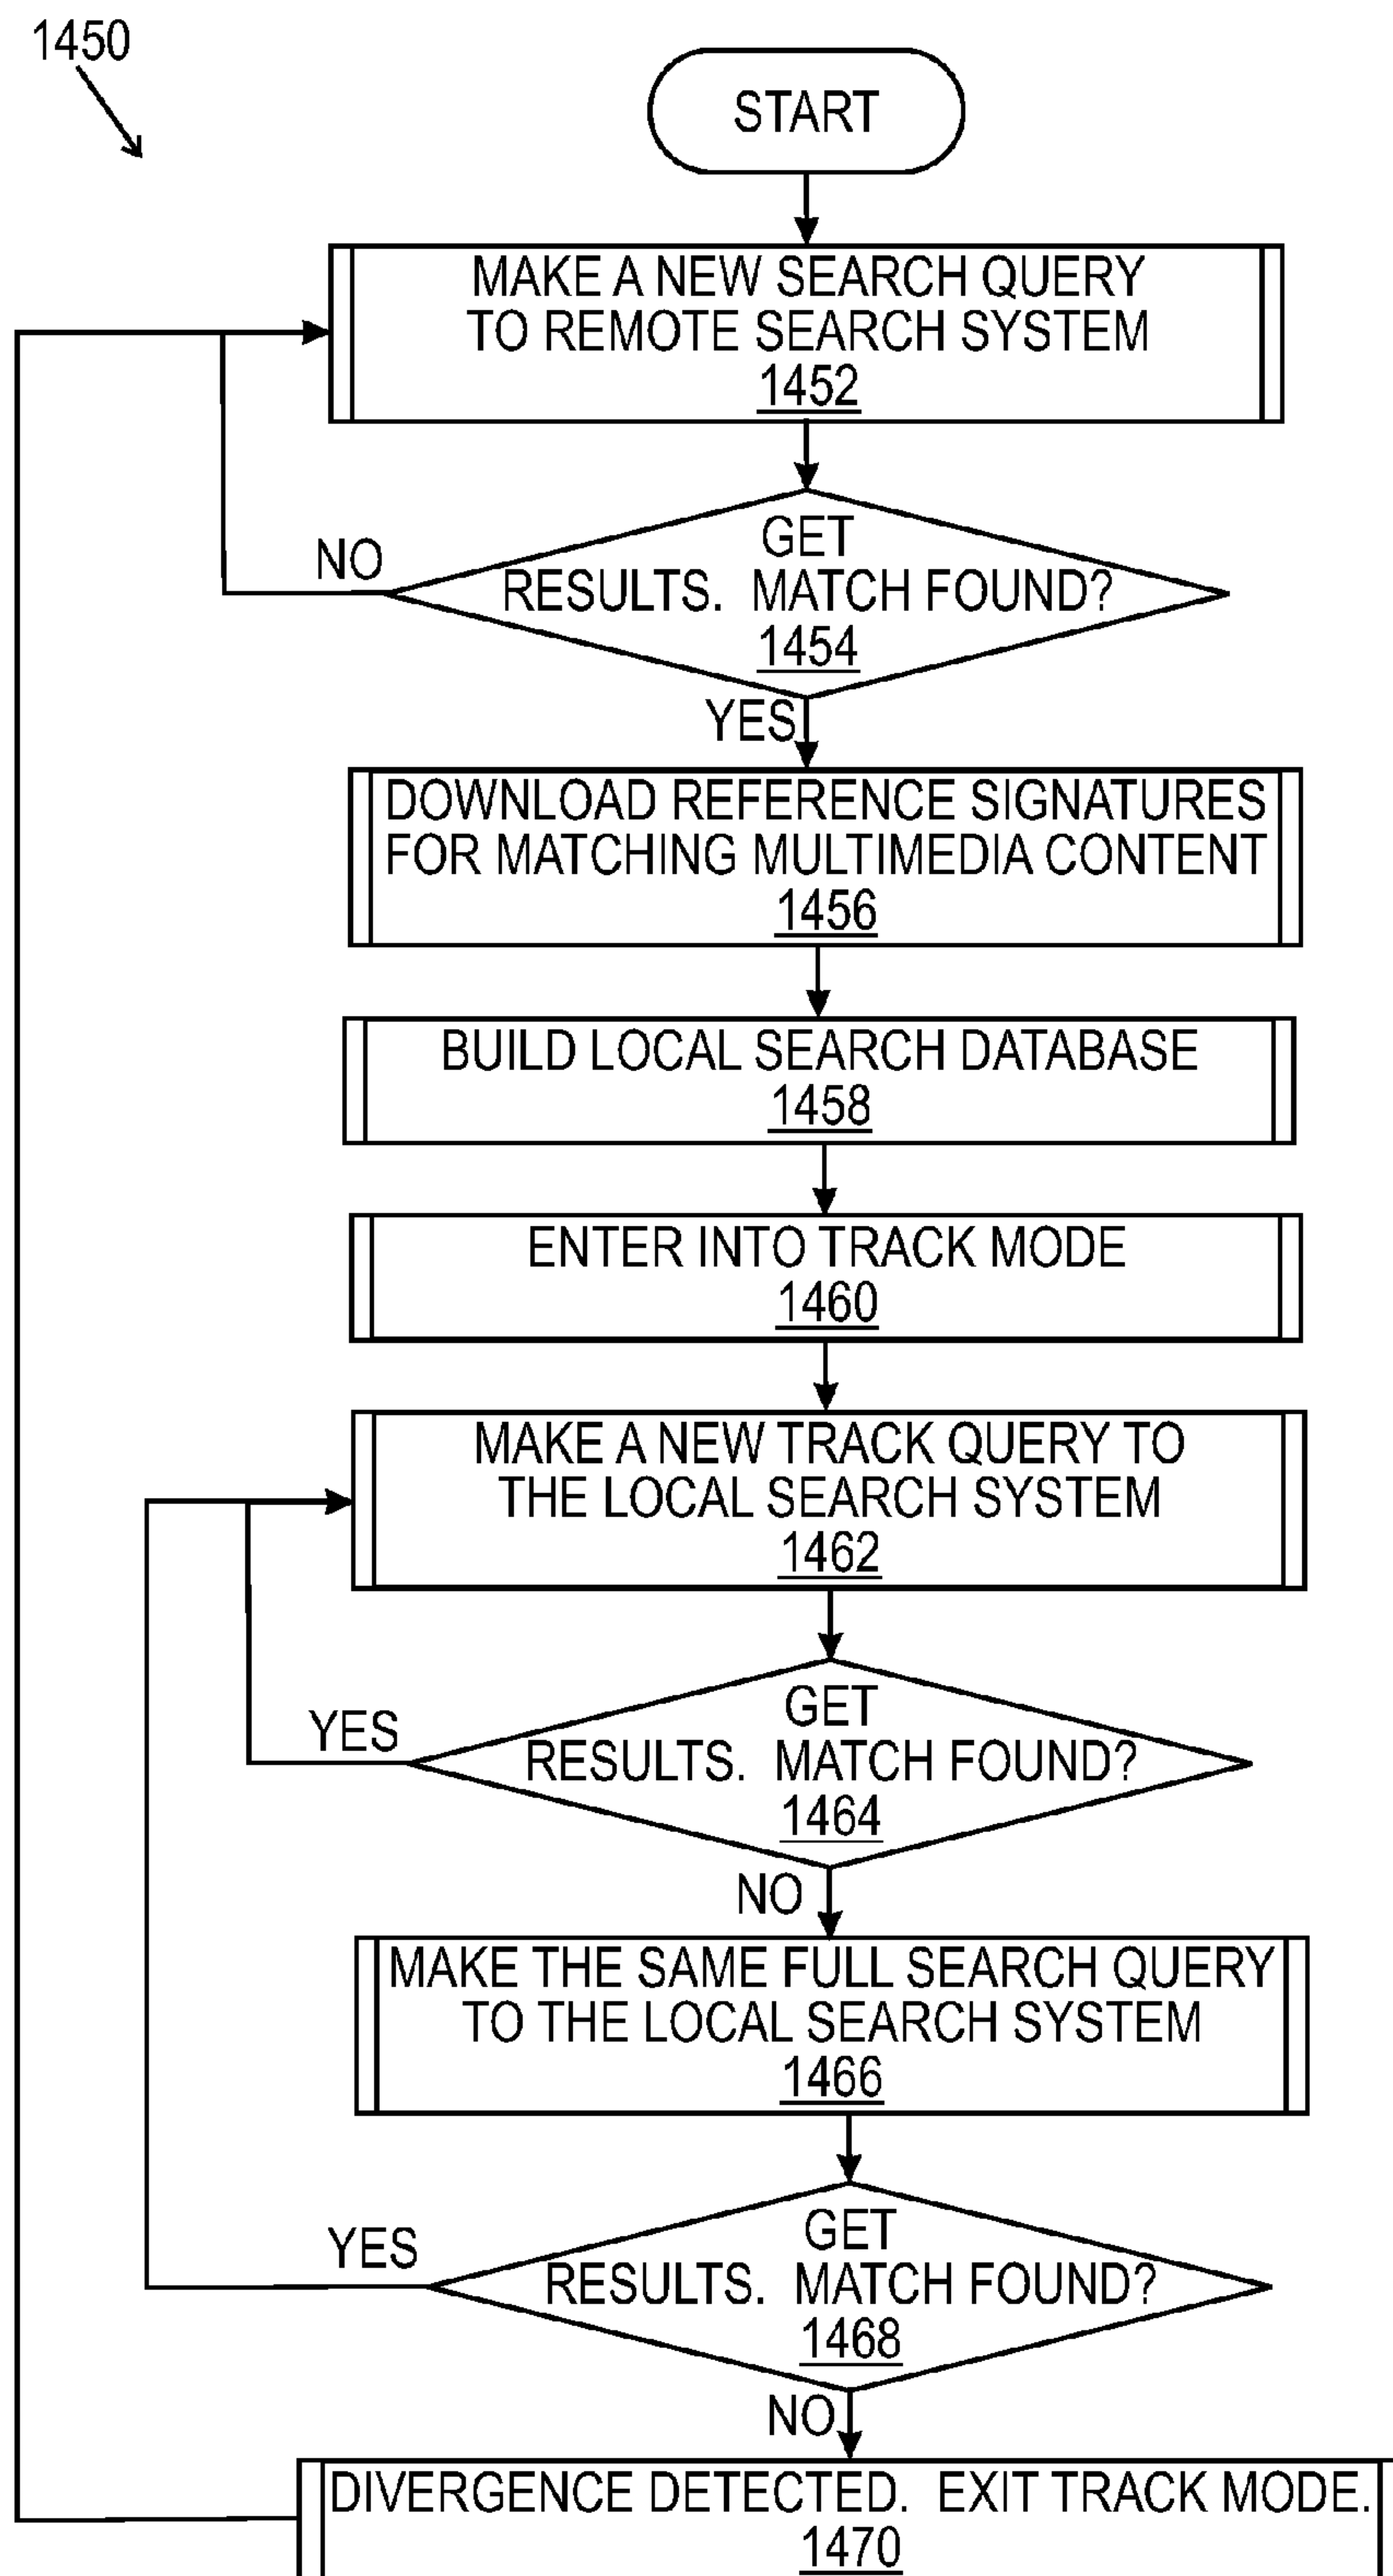 1450
START
MAKE A NEW SEARCH QUERY
TO REMOTE SEARCH SYSTEM
1452
GET
RESULTS. MATCH FOUND?
1454
NO
YES
DOWNLOAD REFERENCE SIGNATURES
FOR MATCHING MULTIMEDIA CONTENT
1456
BUILD LOCAL SEARCH DATABASE
1458
ENTER INTO TRACK MODE
1460
MAKE A NEW TRACK QUERY TO
THE LOCAL SEARCH SYSTEM
1462
GET
RESULTS. MATCH FOUND?
1464
YES
NO
MAKE THE SAME FULL SEARCH QUERY
TO THE LOCAL SEARCH SYSTEM
1466
GET
RESULTS. MATCH FOUND?
1468
YES
NO
DIVERGENCE DETECTED. EXIT TRACK MODE.
1470